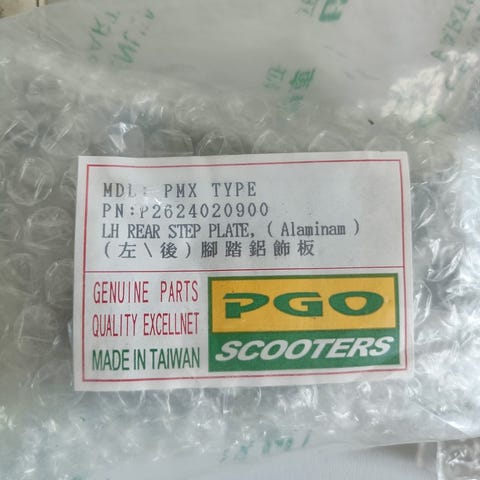 MDL: PMX TYPE
PN:P2624020900
LH REAR STEP PLATE, ( Alaminam )
( 左 \ 後 ) 腳 踏 鋁 飾 板
GENUINE PARTS
QUALITY EXCELLNET
MADE IN TAIWAN
PGO
SCOOTERS